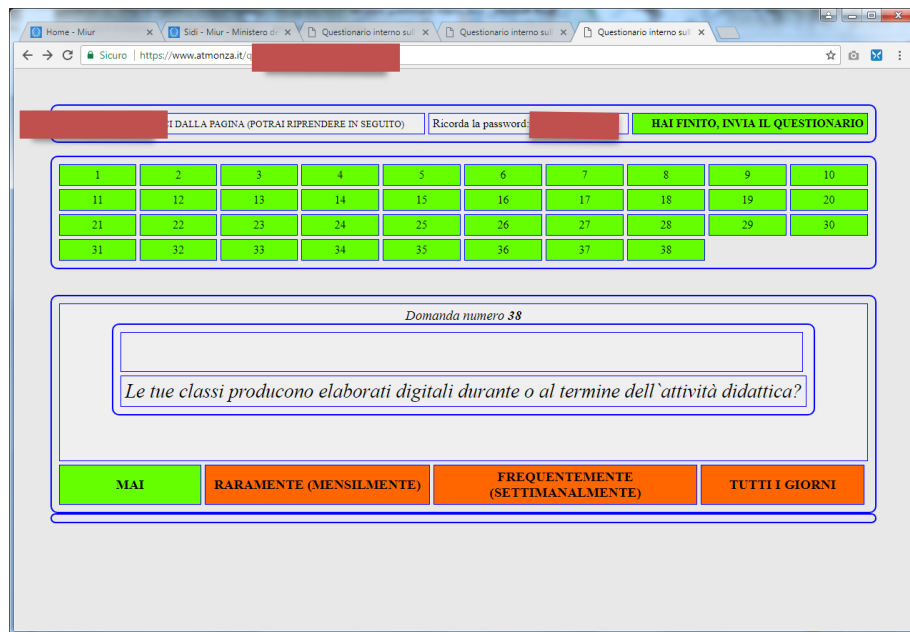 Home - Miur
Sidi - Miur - Ministero de
Questionario interno sull
Questionario interno sull
Questionario interno sull
Sicuro
https://www.atmonza.it/q
DALLA PAGINA (POTRAI RIPRENDERE IN SEGUITO)
Ricorda la password:
HAI FINITO, INVIA IL QUESTIONARIO
1 2 3 4 5 6 7 8 9 10
11 12 13 14 15 16 17 18 19 20
21 22 23 24 25 26 27 28 29 30
31 32 33 34 35 36 37 38
Domanda numero 38
Le tue classi producono elaborati digitali durante o al termine dell`attività didattica?
MAI
RARAMENTE (MENSILMENTE)
FREQUENTEMENTE
(SETTIMANALMENTE)
TUTTI I GIORNI